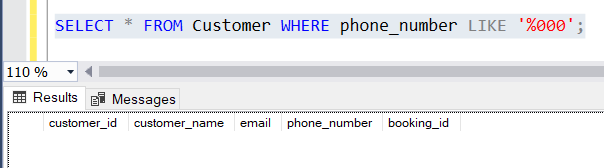 SELECT * FROM Customer WHERE phone_number LIKE '%000';
110 %
Results Messages
customer_id customer_name email phone_number booking_id